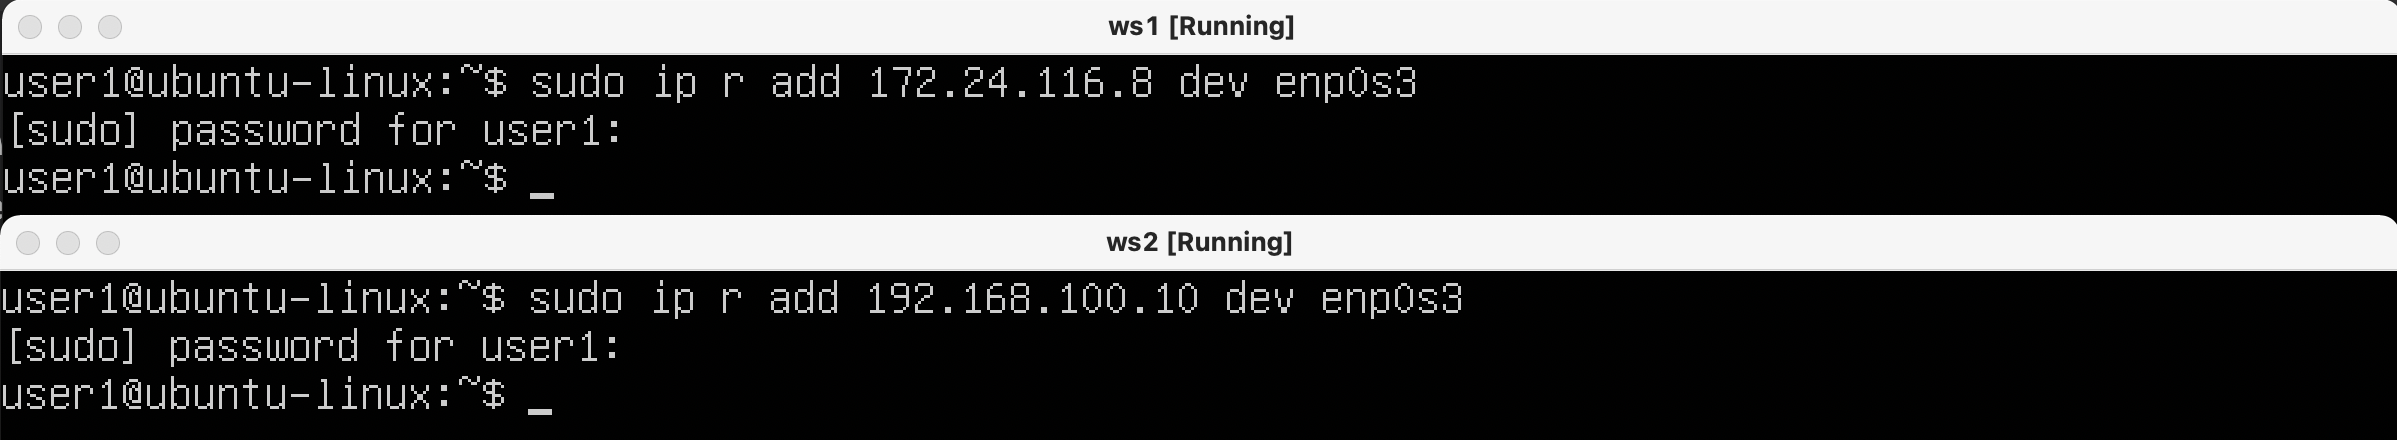 ws1 [Running]
user1@ubuntu-linux:~$ sudo ip r add 172.24.116.8 dev enp0s3
[sudo] password for user1:
user1@ubuntu-linux:~$ _
ws2 [Running]
user1@ubuntu-linux:~$ sudo ip r add 192.168.100.10 dev enp0s3
[sudo] password for user1:
user1@ubuntu-linux:~$ _